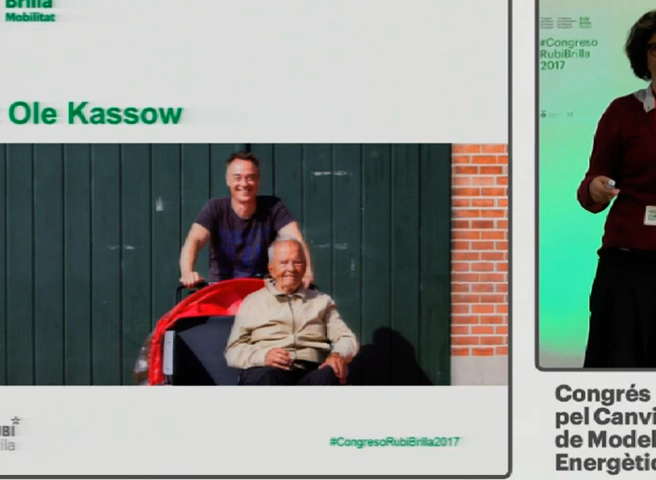 Brilla
Mobilitat
Ole Kassow
#CongresoRubiBrilla2017
#Congreso
RubiBrilla
2017
Congrés
pel Canvi
de Model
Energètic